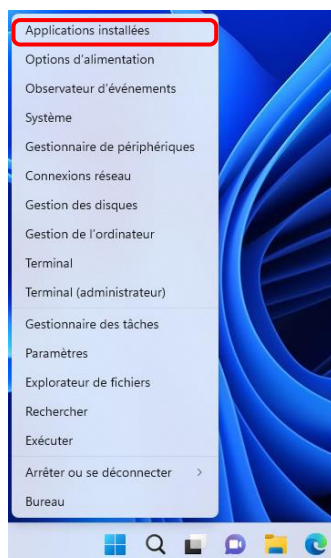 Applications installées
Options d'alimentation
Observateur d'événements
Système
Gestionnaire de périphériques
Connexions réseau
Gestion des disques
Gestion de l'ordinateur
Terminal
Terminal (administrateur)
Gestionnaire des tâches
Paramètres
Explorateur de fichiers
Rechercher
Exécuter
Arrêter ou se déconnecter
Bureau